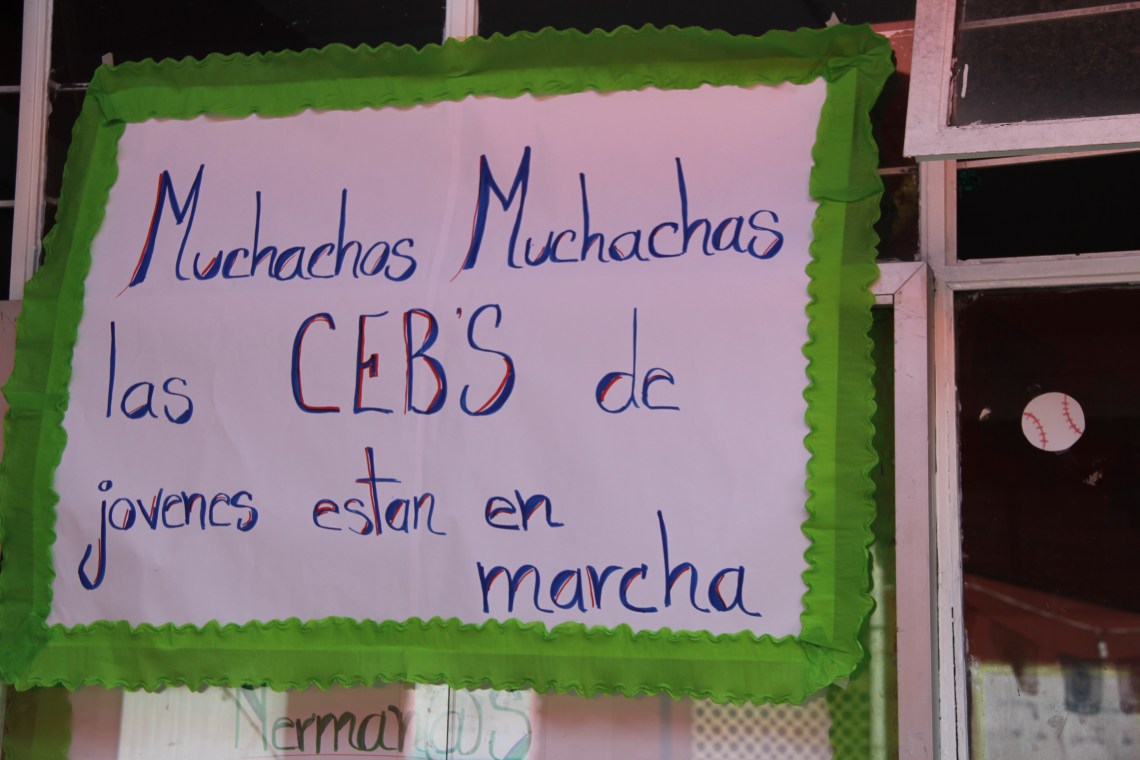 Muchachos Muchachas
las CEB'S de
jovenes estan en
marcha